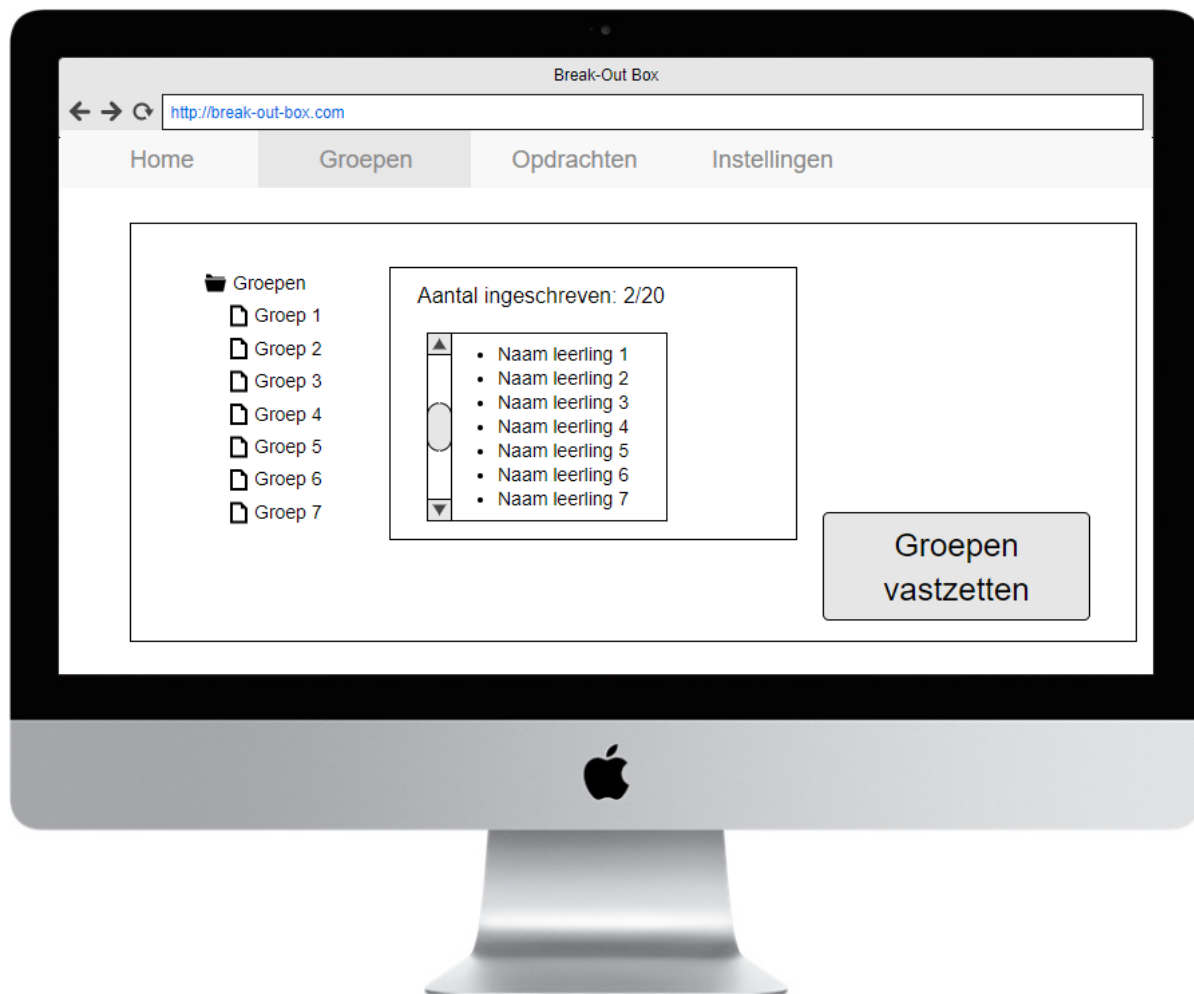 Break-Out Box
http://break-out-box.com
Home Groepen Opdrachten Instellingen
Groepen
Groep 1
Groep 2
Groep 3
Groep 4
Groep 5
Groep 6
Groep 7
Aantal ingeschreven: 2/20
Naam leerling 1
Naam leerling 2
Naam leerling 3
Naam leerling 4
Naam leerling 5
Naam leerling 6
Naam leerling 7
Groepen
vastzetten